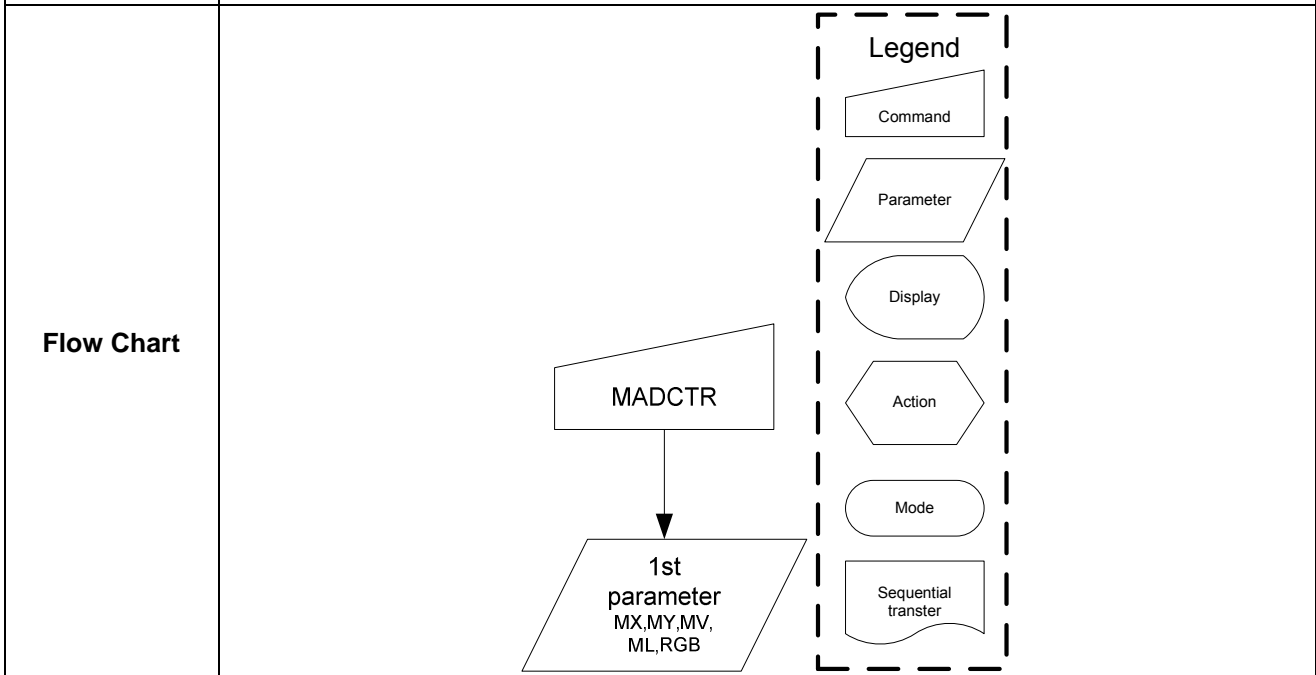 Flow Chart
MADCTR
1st
parameter
MX,MY,MV,
ML,RGB
Legend
Command
Parameter
Display
Action
Mode
Sequential
transter